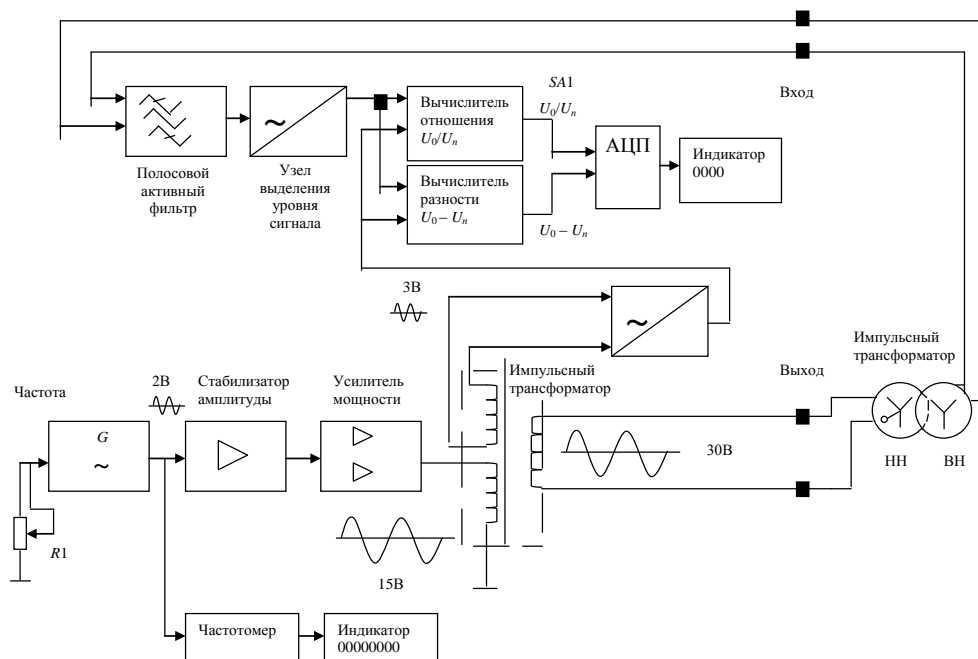 Вход
SA1
U₀/Uₙ
Вычислитель
отношения
U₀/Uₙ
АЦП
Индикатор
0000
Полосовой
активный
фильтр
Узел
выделения
уровня
сигнала
~
Вычислитель
разности
U₀ – Uₙ
U₀ – Uₙ
3В
~
Импульсный
трансформатор
Импульсный
трансформатор
Выход
Частота
2В
Стабилизатор
амплитуды
Усилитель
мощности
G
~
30В
НН
ВН
R1
15В
Частотомер
Индикатор
00000000